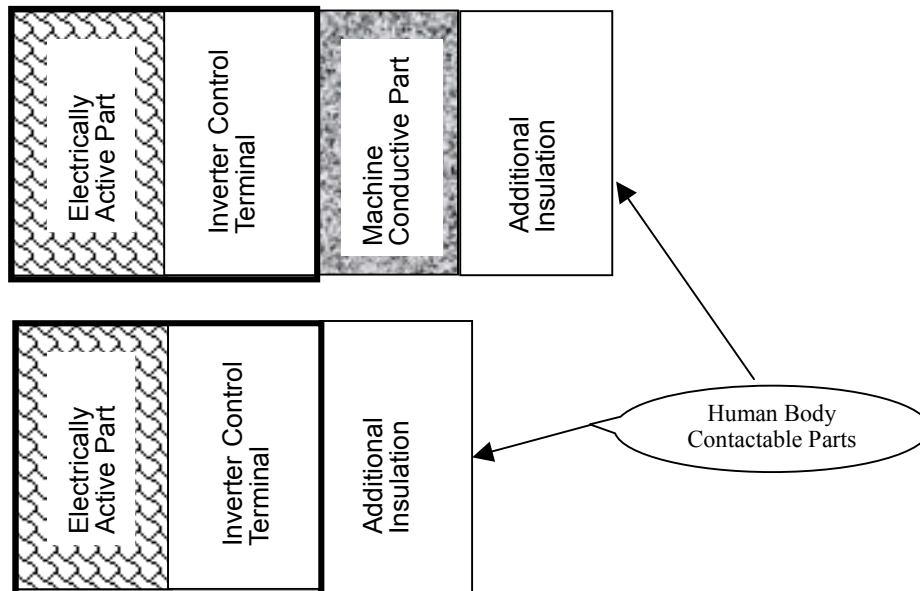 Electrically
Active Part
Inverter Control
Terminal
Machine
Conductive Part
Additional
Insulation
Electrically
Active Part
Inverter Control
Terminal
Additional
Insulation
Human Body
Contactable Parts